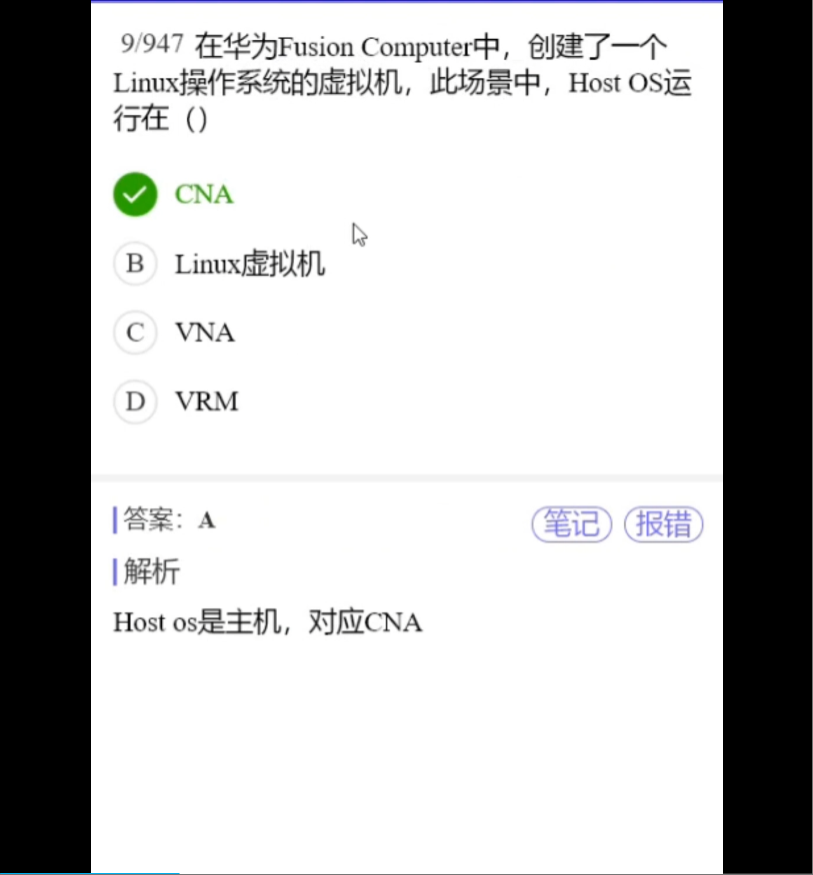 9/947 在华为Fusion Computer中，创建了一个
Linux操作系统的虚拟机，此场景中，Host OS运
行在（）
CNA
B Linux虚拟机
C VNA
D VRM
答案：A
笔记 报错
解析
Host os是主机，对应CNA